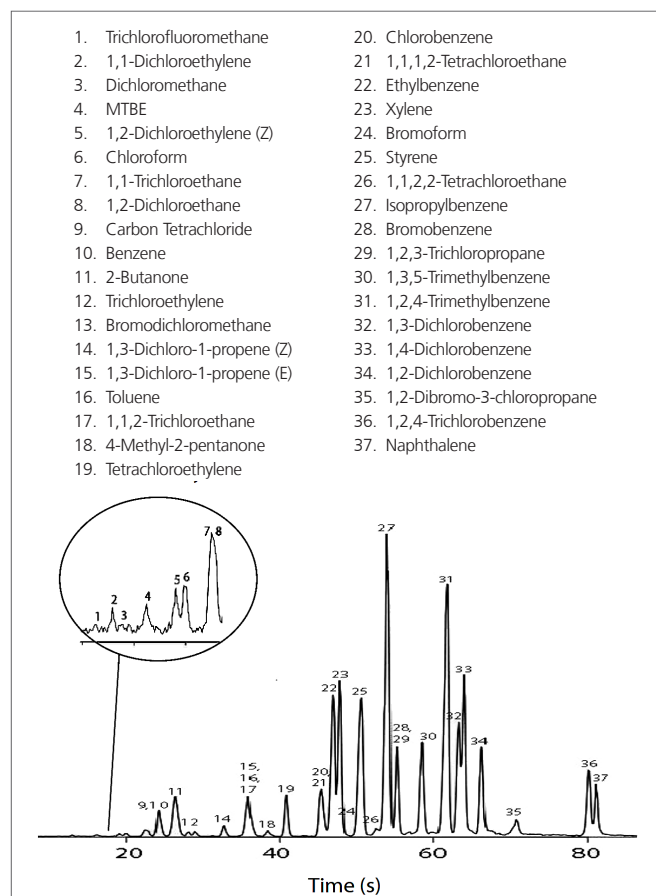 1. Trichlorofluoromethane
2. 1,1-Dichloroethylene
3. Dichloromethane
4. MTBE
5. 1,2-Dichloroethylene (Z)
6. Chloroform
7. 1,1-Trichloroethane
8. 1,2-Dichloroethane
9. Carbon Tetrachloride
10. Benzene
11. 2-Butanone
12. Trichloroethylene
13. Bromodichloromethane
14. 1,3-Dichloro-1-propene (Z)
15. 1,3-Dichloro-1-propene (E)
16. Toluene
17. 1,1,2-Trichloroethane
18. 4-Methyl-2-pentanone
19. Tetrachloroethylene
20. Chlorobenzene
21 1,1,1,2-Tetrachloroethane
22. Ethylbenzene
23. Xylene
24. Bromoform
25. Styrene
26. 1,1,2,2-Tetrachloroethane
27. Isopropylbenzene
28. Bromobenzene
29. 1,2,3-Trichloropropane
30. 1,3,5-Trimethylbenzene
31. 1,2,4-Trimethylbenzene
32. 1,3-Dichlorobenzene
33. 1,4-Dichlorobenzene
34. 1,2-Dichlorobenzene
35. 1,2-Dibromo-3-chloropropane
36. 1,2,4-Trichlorobenzene
37. Naphthalene
1
2
3
4
5
6
7 8
9,1 0
11
12
14
15,
16,
17
18
19
20,
21
22
23
24
25
26
27
28,
29
30
31
32
33
34
35
36
37
20 40 60 80
Time (s)